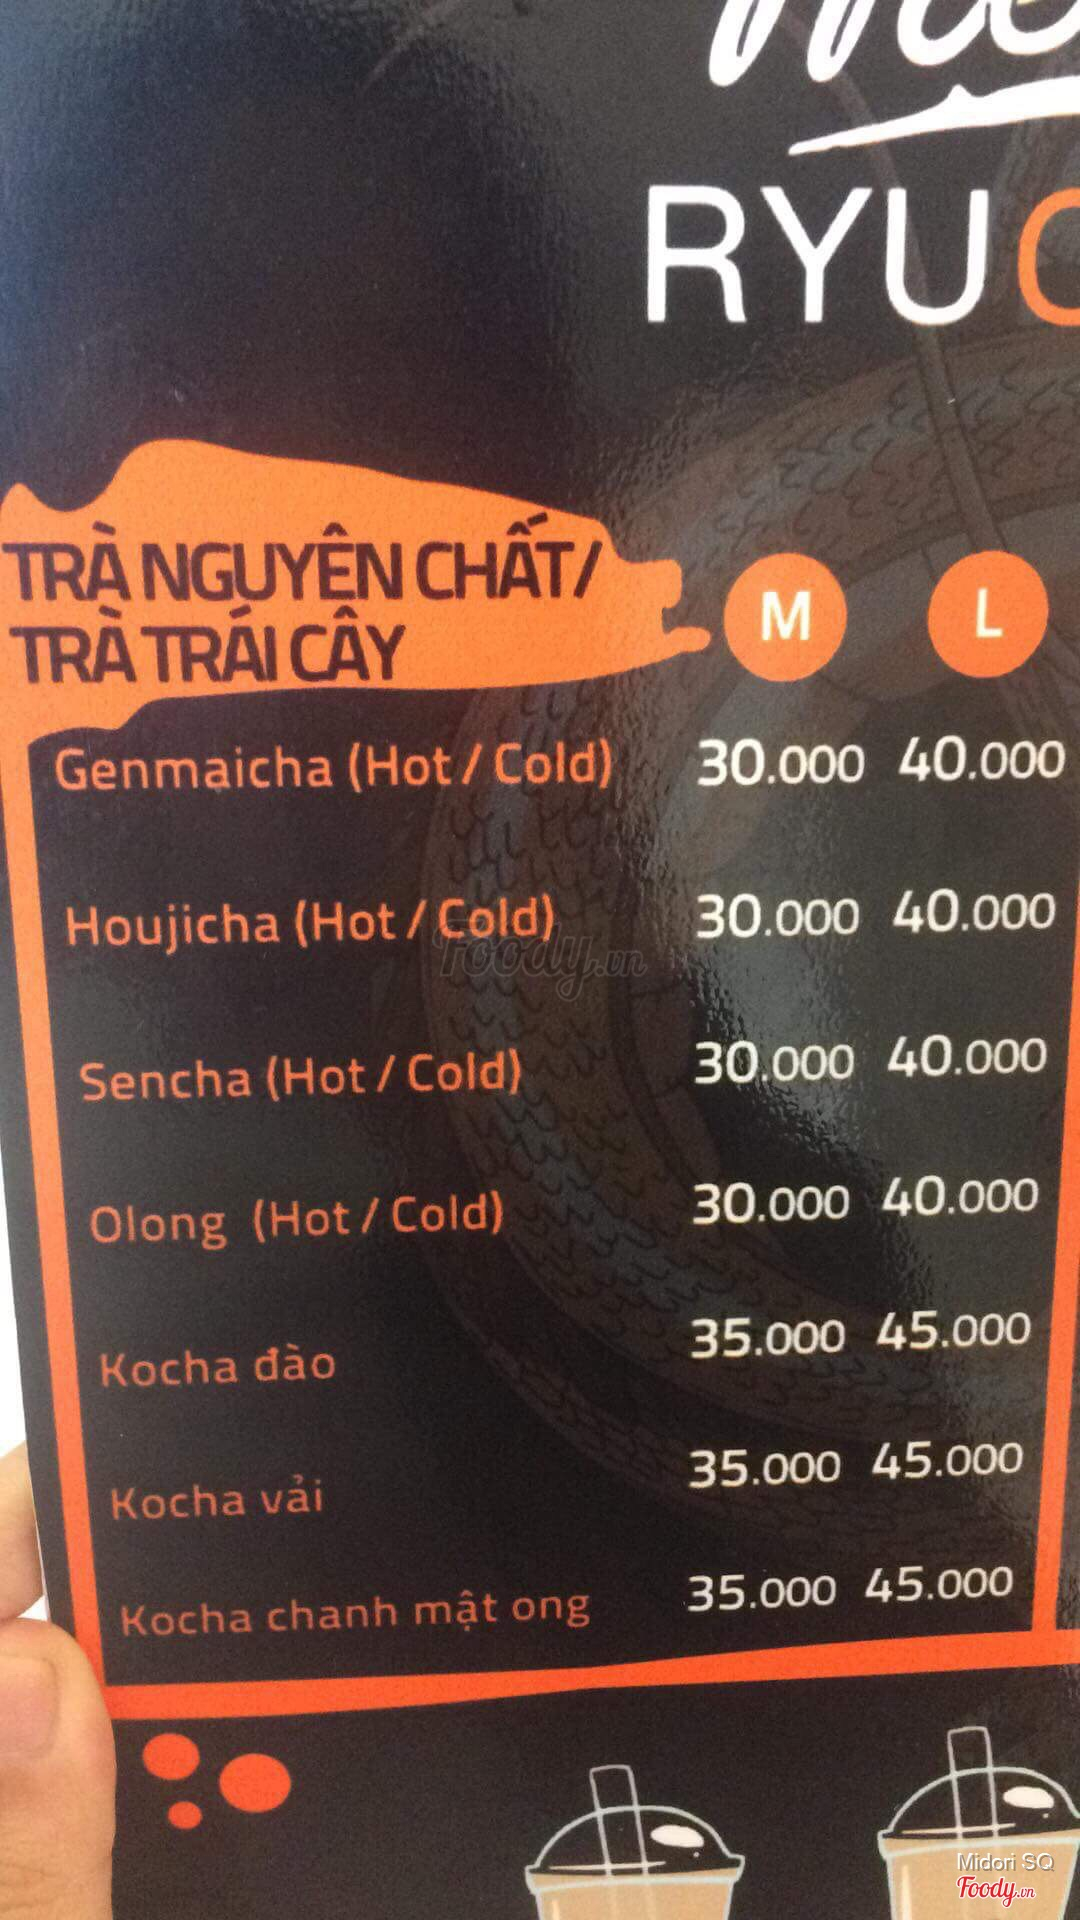 RYU
TRÀ NGUYÊN CHẤT/
TRÀ TRÁI CÂY
M L
Genmaicha (Hot / Cold) 30.000 40.000
Houjicha (Hot / Cold) 30.000 40.000
Foody.vn
Sencha (Hot / Cold) 30.000 40.000
Olong (Hot / Cold) 30.000 40.000
Kocha đào 35.000 45.000
Kocha vải 35.000 45.000
Kocha chanh mật ong 35.000 45.000
Midori SQ
Foody.vn